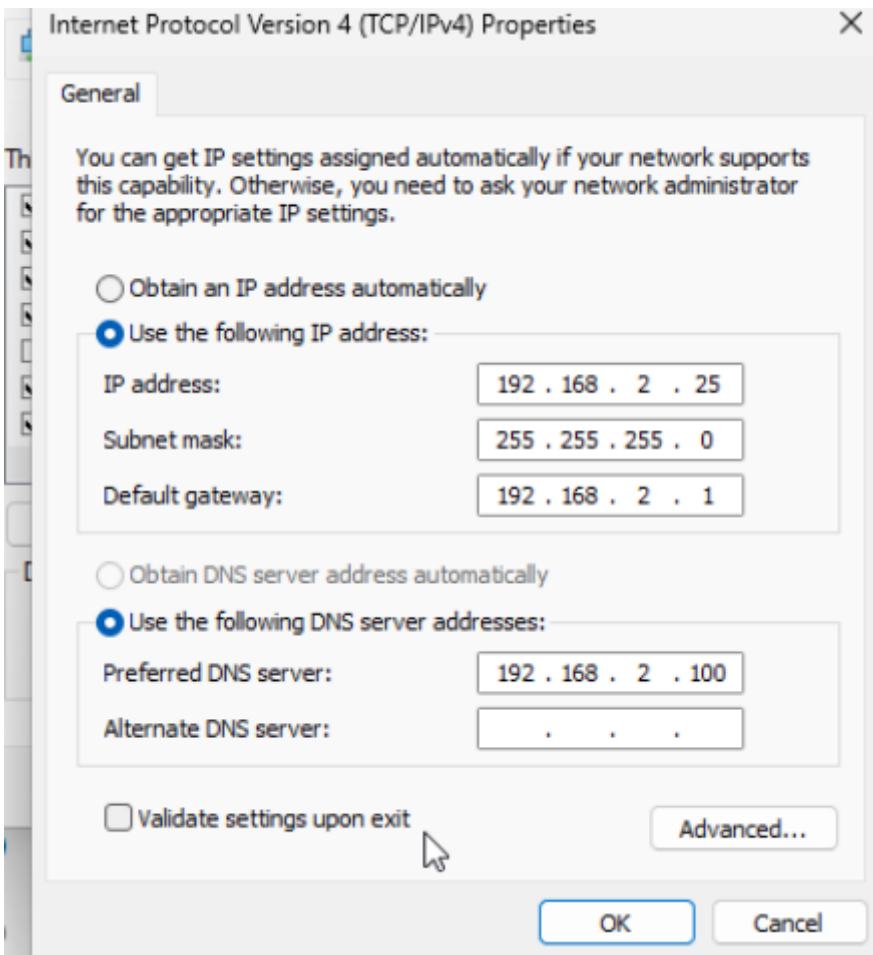 Internet Protocol Version 4 (TCP/IPv4) Properties
General
Th
You can get IP settings assigned automatically if your network supports
this capability. Otherwise, you need to ask your network administrator
for the appropriate IP settings.
Obtain an IP address automatically
Use the following IP address:
IP address: 192 . 168 . 2 . 25
Subnet mask: 255 . 255 . 255 . 0
Default gateway: 192 . 168 . 2 . 1
Obtain DNS server address automatically
Use the following DNS server addresses:
Preferred DNS server: 192 . 168 . 2 . 100
Alternate DNS server: . . .
Validate settings upon exit
Advanced...
OK Cancel